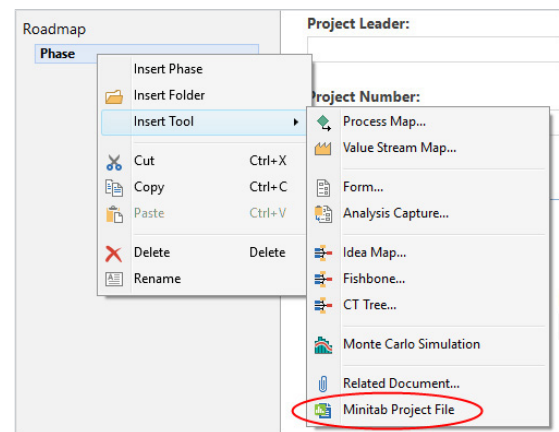 Roadmap
Phase
Project Leader:
Project Number:
Insert Phase
Insert Folder
Insert Tool
Cut Ctrl+X
Copy Ctrl+C
Paste Ctrl+V
Delete Delete
Rename
Process Map...
Value Stream Map...
Form...
Analysis Capture...
Idea Map...
Fishbone...
CT Tree...
Monte Carlo Simulation
Related Document...
Minitab Project File